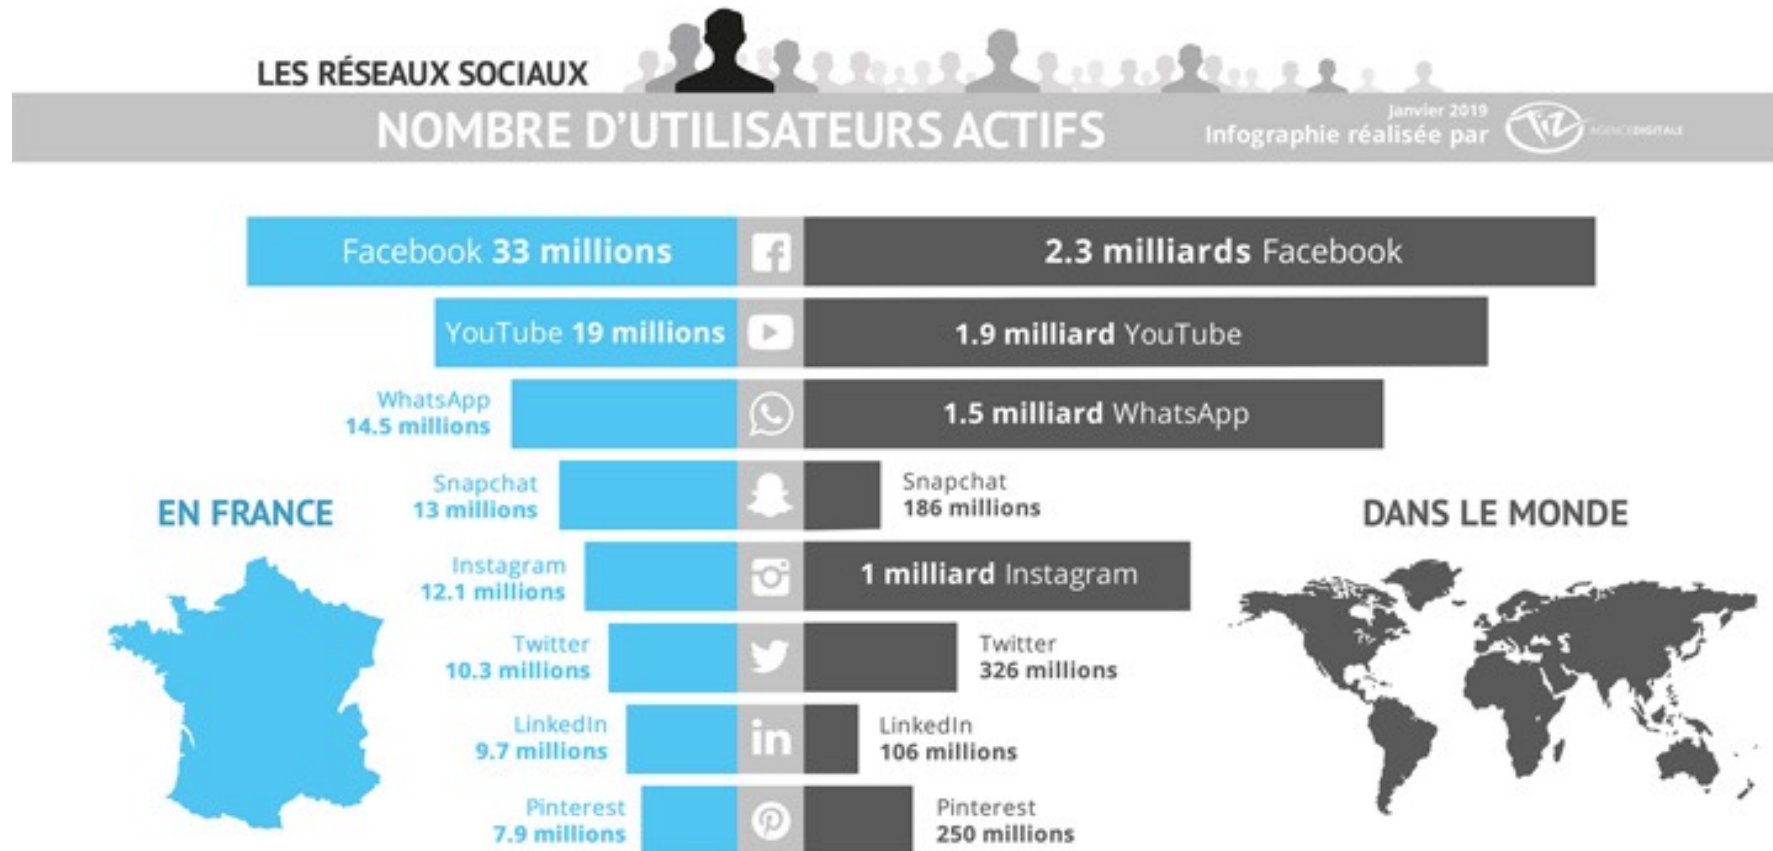 LES RÉSEAUX SOCIAUX
NOMBRE D'UTILISATEURS ACTIFS
Janvier 2019
Infographie réalisée par
Tiz AGENCEDIGITALE
Facebook 33 millions
2.3 milliards Facebook
YouTube 19 millions
1.9 milliard YouTube
WhatsApp
14.5 millions
1.5 milliard WhatsApp
Snapchat
13 millions
Snapchat
186 millions
EN FRANCE
DANS LE MONDE
Instagram
12.1 millions
1 milliard Instagram
Twitter
10.3 millions
Twitter
326 millions
LinkedIn
9.7 millions
in
LinkedIn
106 millions
Pinterest
7.9 millions
Pinterest
250 millions